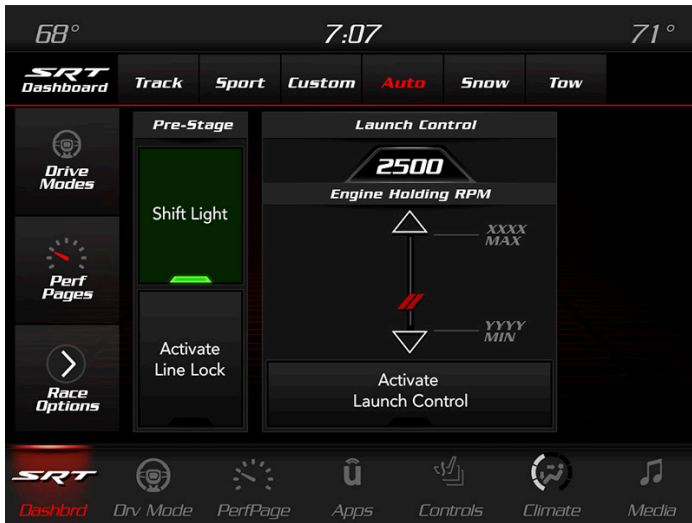 68°
7:07
71°
SRT
Dashboard
Track
Sport
Custom
Auto
Snow
Tow
Drive
Modes
Perf
Pages
Race
Options
Pre-Stage
Shift Light
Activate
Line Lock
Launch Control
2500
Engine Holding RPM
XXXX
MAX
YYYY
MIN
Activate
Launch Control
SRT
Dashbrd
Drv Mode
PerfPage
û
Apps
Controls
Climate
Media